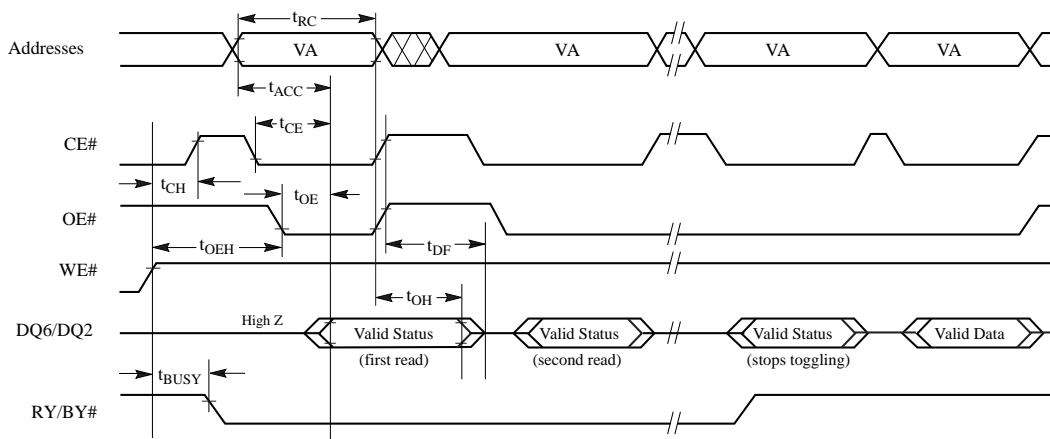 tRC
Addresses VA VA VA VA
tACC
tCE
CE#
tCH tOE
OE#
tOEH tDF
WE#
tOH
DQ6/DQ2 High Z Valid Status Valid Status Valid Status Valid Data
(first read) (second read) (stops toggling)
tBUSY
RY/BY#